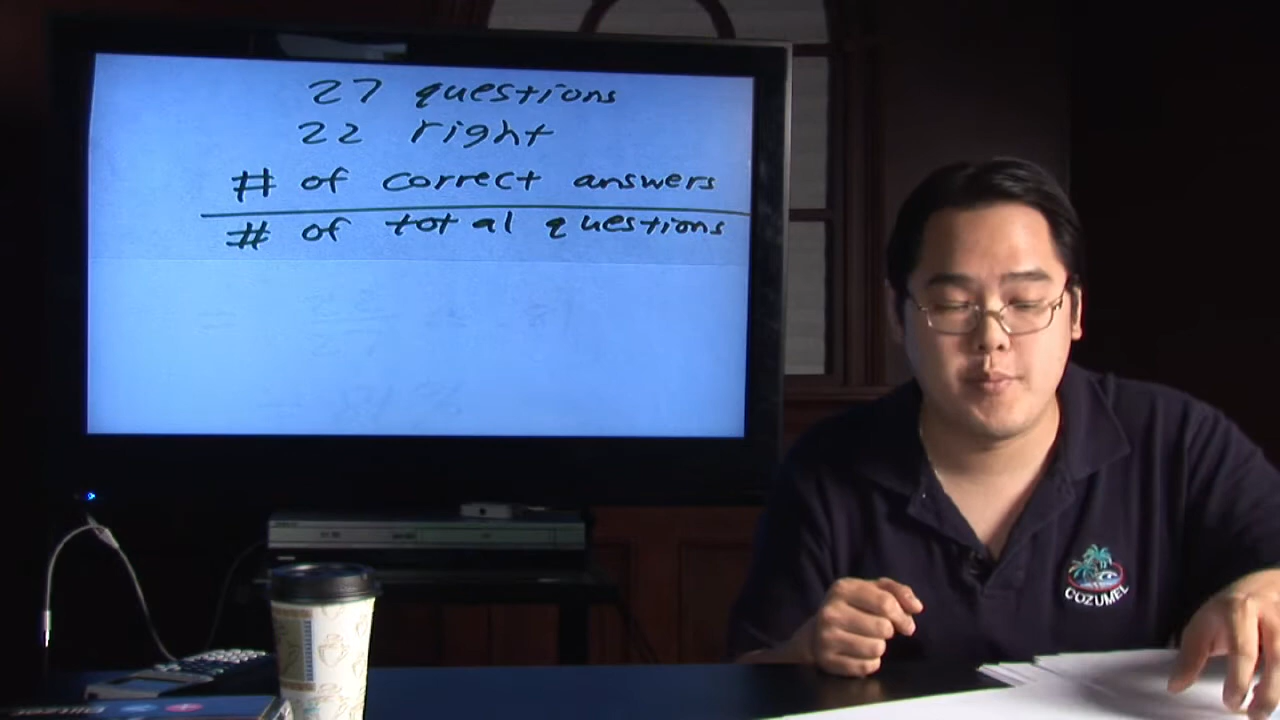 27 questions
22 right
# of correct answers
# of total questions
COZUMEL